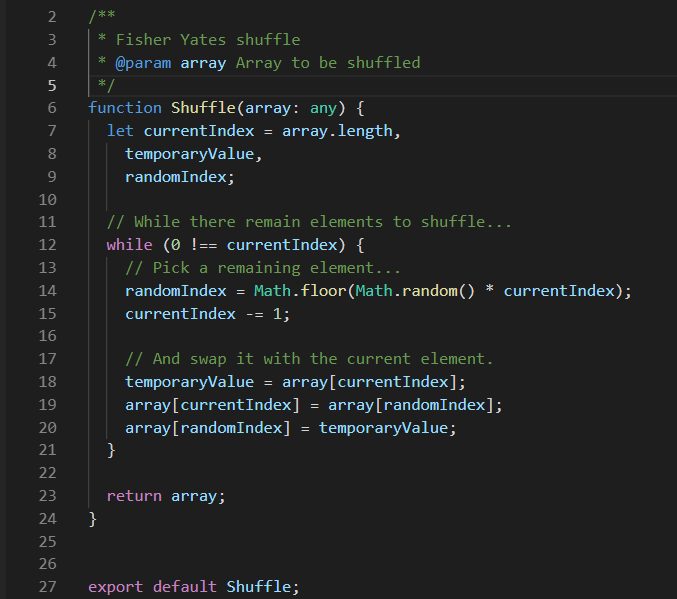 2 /**
3  * Fisher Yates shuffle
4  * @param array Array to be shuffled
5  */
6 function Shuffle(array: any) {
7   let currentIndex = array.length,
8     temporaryValue,
9     randomIndex;
10
11   // While there remain elements to shuffle...
12   while (0 !== currentIndex) {
13     // Pick a remaining element...
14     randomIndex = Math.floor(Math.random() * currentIndex);
15     currentIndex -= 1;
16
17     // And swap it with the current element.
18     temporaryValue = array[currentIndex];
19     array[currentIndex] = array[randomIndex];
20     array[randomIndex] = temporaryValue;
21   }
22
23   return array;
24 }
25
26
27 export default Shuffle;